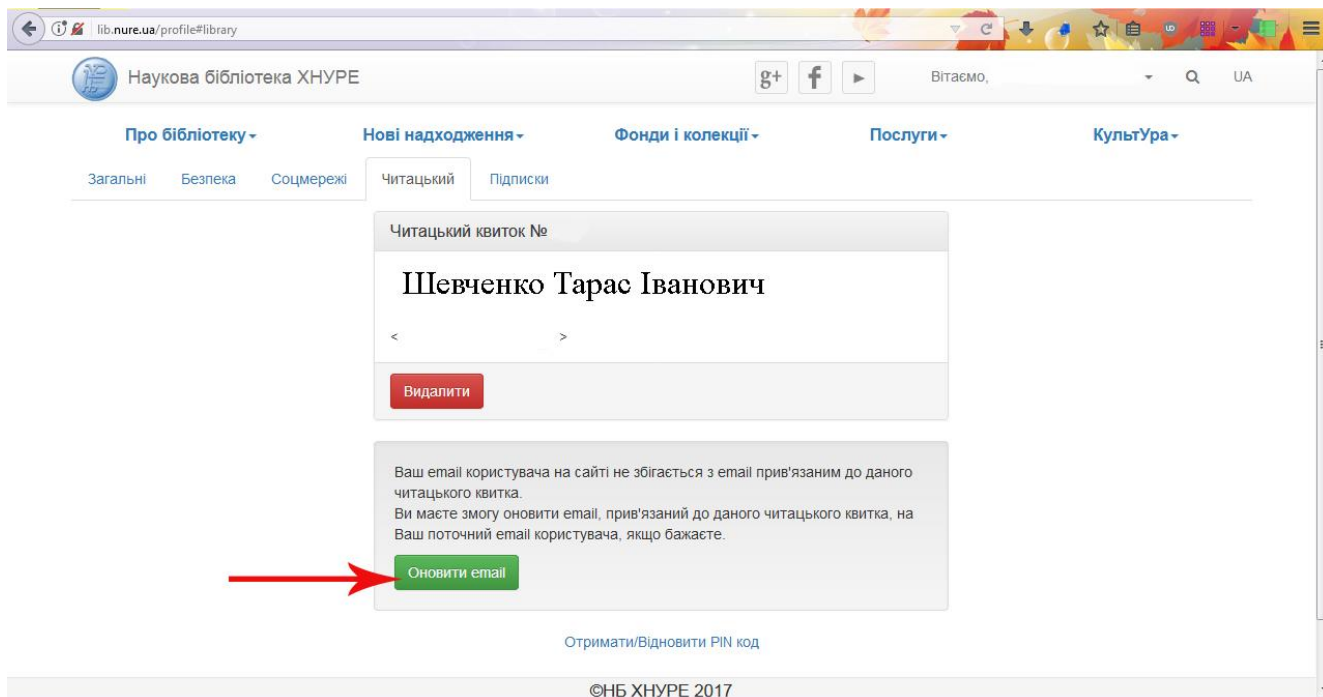 lib.nure.ua/profile#library
Наукова бібліотека ХНУРЕ
g+ f Вітаємо, UA
Про бібліотеку Нові надходження Фонди і колекції Послуги КультУра
Загальні Безпека Соцмережі Читацький Підписки
Читацький квиток №
Шевченко Тарас Іванович
< >
Видалити
Ваш email користувача на сайті не збігається з email прив'язаним до даного
читацького квитка.
Ви маєте змогу оновити email, прив'язаний до даного читацького квитка, на
Ваш поточний email користувача, якщо бажаєте.
Оновити email
Отримати/Відновити PIN код
©НБ ХНУРЕ 2017